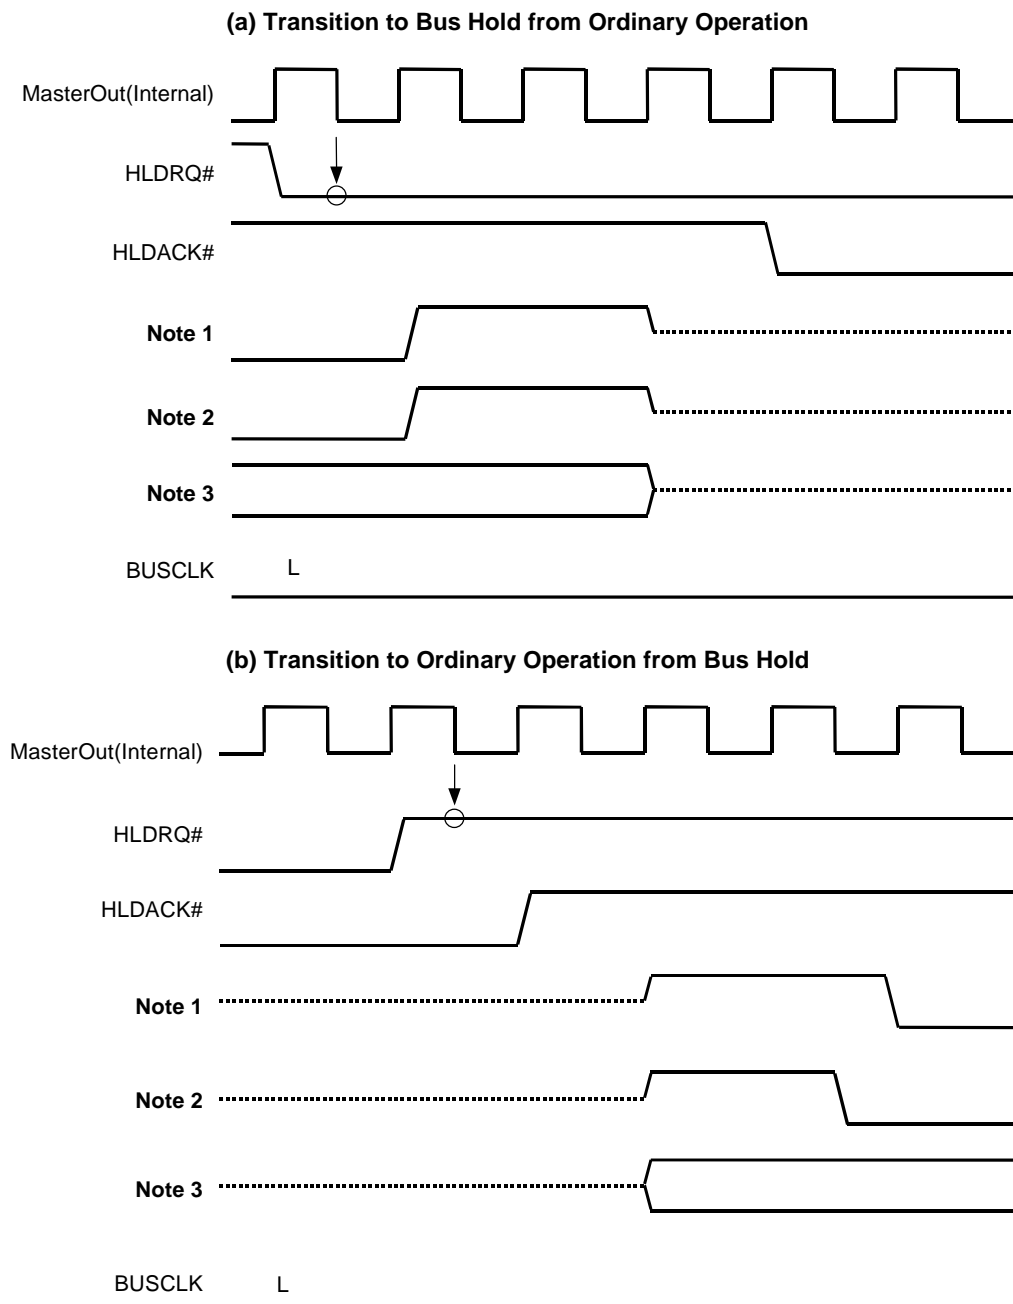 (a) Transition to Bus Hold from Ordinary Operation
MasterOut(Internal)
HLDRQ#
HLDACK#
Note 1
Note 2
Note 3
BUSCLK L
(b) Transition to Ordinary Operation from Bus Hold
MasterOut(Internal)
HLDRQ#
HLDACK#
Note 1
Note 2
Note 3
BUSCLK L